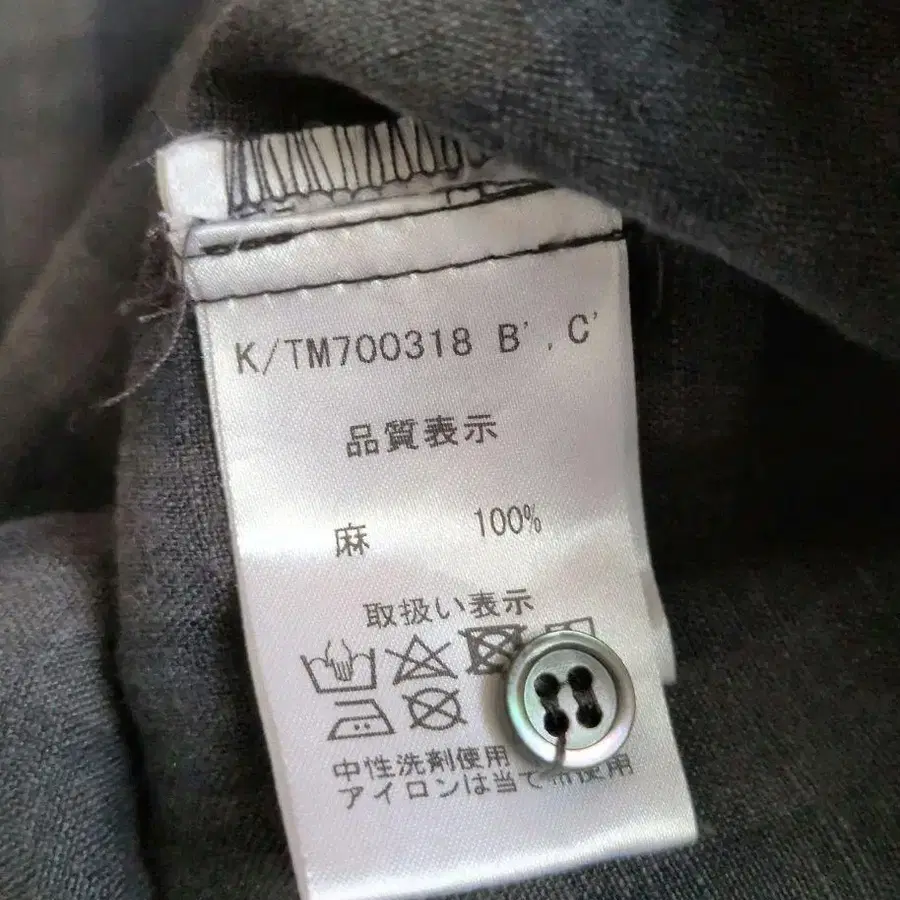 K/TM700318 B', C'
品質表示
麻 100%
取扱い表示
中性洗剤使用
アイロンは当て布使用